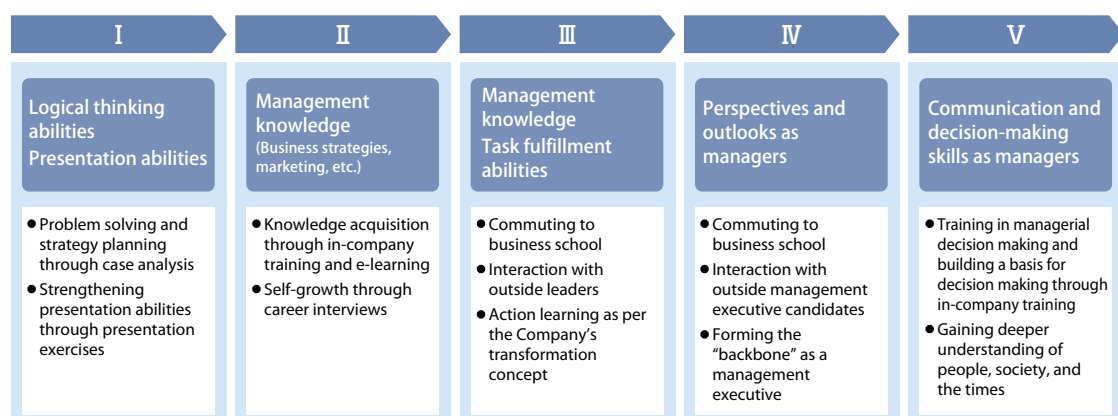 I
II
III
IV
V
Logical thinking
abilities
Presentation abilities
Management
knowledge
(Business strategies,
marketing, etc.)
Management
knowledge
Task fulfillment
abilities
Perspectives and
outlooks as
managers
Communication and
decision-making
skills as managers
● Problem solving and
strategy planning
through case analysis
● Strengthening
presentation abilities
through presentation
exercises
● Knowledge acquisition
through in-company
training and e-learning
● Self-growth through
career interviews
● Commuting to
business school
● Interaction with
outside leaders
● Action learning as per
the Company’s
transformation
concept
● Commuting to
business school
● Interaction with
outside management
executive candidates
● Forming the
“backbone” as a
management
executive
● Training in managerial
decision making and
building a basis for
decision making through
in-company training
● Gaining deeper
understanding of
people, society, and
the times